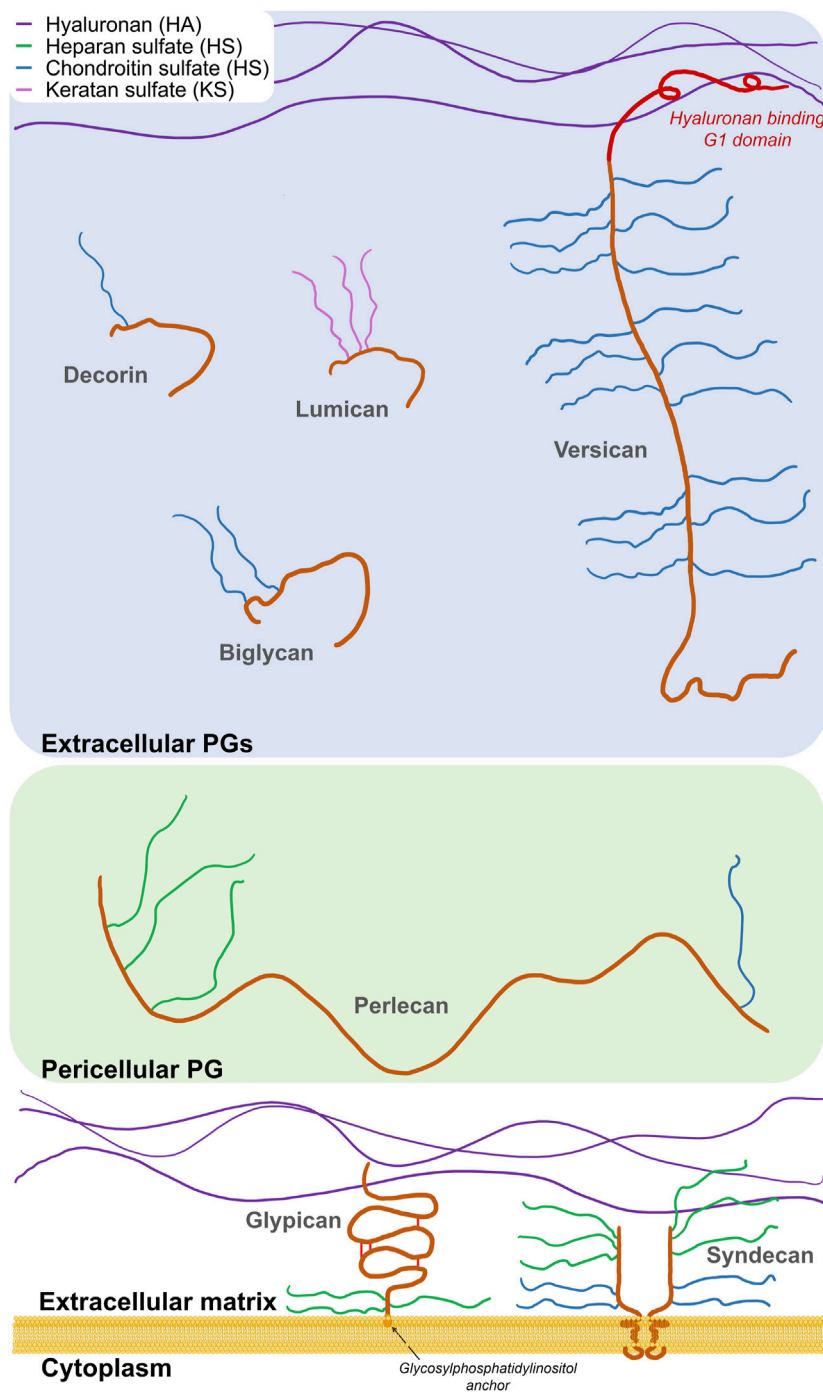 Hyaluronan (HA)
Heparan sulfate (HS)
Chondroitin sulfate (HS)
Keratan sulfate (KS)
Hyaluronan binding
G1 domain
Decorin
Lumican
Versican
Biglycan
Extracellular PGs
Perlecan
Pericellular PG
Glypican
Syndecan
Extracellular matrix
Cytoplasm
Glycosylphosphatidylinositol
anchor